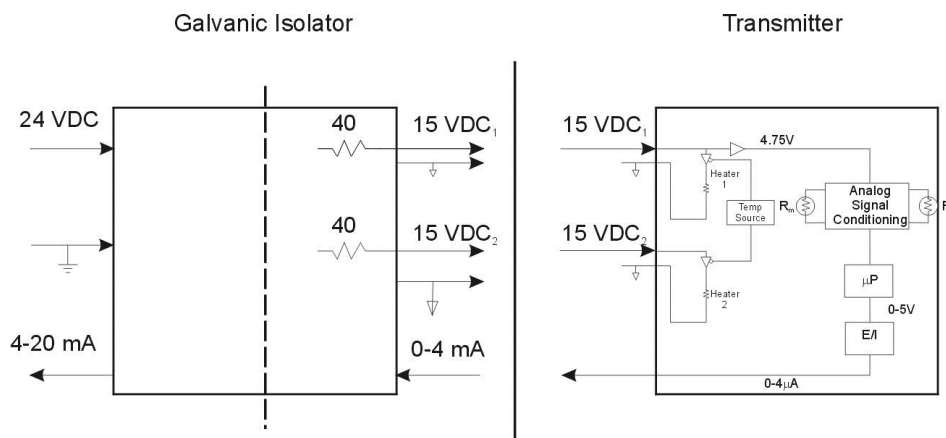 Galvanic Isolator
Transmitter
24 VDC
40
15 VDC₁
40
15 VDC₂
4-20 mA
0-4 mA
15 VDC₁
4.75V
Heater
1
Temp
Source
Rₘ
Analog
Signal
Conditioning
R
15 VDC₂
Heater
2
μP
0-5V
E/I
0-4μA